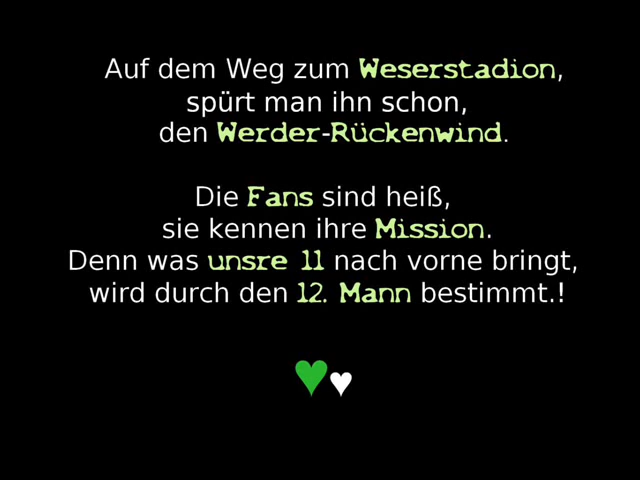 Auf dem Weg zum Weserstadion,
spürt man ihn schon,
den Werder-Rückenwind.
Die Fans sind heiß,
sie kennen ihre Mission.
Denn was unsre 11 nach vorne bringt,
wird durch den 12. Mann bestimmt.!